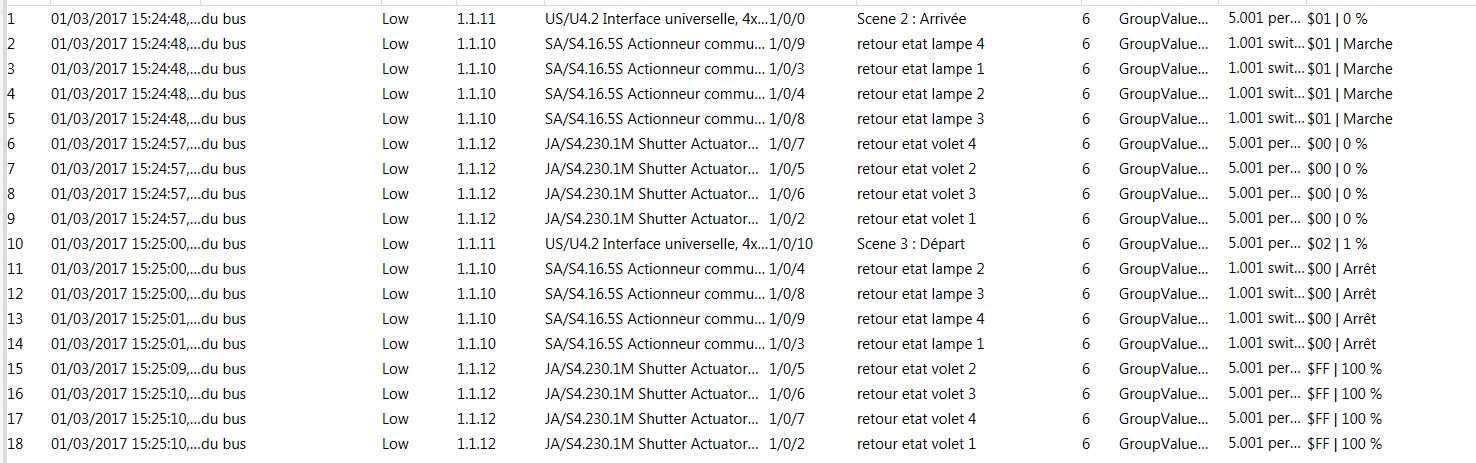 1 01/03/2017 15:24:48,... du bus Low 1.1.11 US/U4.2 Interface universelle, 4x... 1/0/0 Scene 2 : Arrivée 6 GroupValue... 5.001 per... $01 | 0 %
2 01/03/2017 15:24:48,... du bus Low 1.1.10 SA/S4.16.5S Actionneur commu... 1/0/9 retour etat lampe 4 6 GroupValue... 1.001 swit... $01 | Marche
3 01/03/2017 15:24:48,... du bus Low 1.1.10 SA/S4.16.5S Actionneur commu... 1/0/3 retour etat lampe 1 6 GroupValue... 1.001 swit... $01 | Marche
4 01/03/2017 15:24:48,... du bus Low 1.1.10 SA/S4.16.5S Actionneur commu... 1/0/4 retour etat lampe 2 6 GroupValue... 1.001 swit... $01 | Marche
5 01/03/2017 15:24:48,... du bus Low 1.1.10 SA/S4.16.5S Actionneur commu... 1/0/8 retour etat lampe 3 6 GroupValue... 1.001 swit... $01 | Marche
6 01/03/2017 15:24:57,... du bus Low 1.1.12 JA/S4.230.1M Shutter Actuator... 1/0/7 retour etat volet 4 6 GroupValue... 5.001 per... $00 | 0 %
7 01/03/2017 15:24:57,... du bus Low 1.1.12 JA/S4.230.1M Shutter Actuator... 1/0/5 retour etat volet 2 6 GroupValue... 5.001 per... $00 | 0 %
8 01/03/2017 15:24:57,... du bus Low 1.1.12 JA/S4.230.1M Shutter Actuator... 1/0/6 retour etat volet 3 6 GroupValue... 5.001 per... $00 | 0 %
9 01/03/2017 15:24:57,... du bus Low 1.1.12 JA/S4.230.1M Shutter Actuator... 1/0/2 retour etat volet 1 6 GroupValue... 5.001 per... $00 | 0 %
10 01/03/2017 15:25:00,... du bus Low 1.1.11 US/U4.2 Interface universelle, 4x... 1/0/10 Scene 3 : Départ 6 GroupValue... 5.001 per... $02 | 1 %
11 01/03/2017 15:25:00,... du bus Low 1.1.10 SA/S4.16.5S Actionneur commu... 1/0/4 retour etat lampe 2 6 GroupValue... 1.001 swit... $00 | Arrêt
12 01/03/2017 15:25:00,... du bus Low 1.1.10 SA/S4.16.5S Actionneur commu... 1/0/8 retour etat lampe 3 6 GroupValue... 1.001 swit... $00 | Arrêt
13 01/03/2017 15:25:01,... du bus Low 1.1.10 SA/S4.16.5S Actionneur commu... 1/0/9 retour etat lampe 4 6 GroupValue... 1.001 swit... $00 | Arrêt
14 01/03/2017 15:25:01,... du bus Low 1.1.10 SA/S4.16.5S Actionneur commu... 1/0/3 retour etat lampe 1 6 GroupValue... 1.001 swit... $00 | Arrêt
15 01/03/2017 15:25:09,... du bus Low 1.1.12 JA/S4.230.1M Shutter Actuator... 1/0/5 retour etat volet 2 6 GroupValue... 5.001 per... $FF | 100 %
16 01/03/2017 15:25:10,... du bus Low 1.1.12 JA/S4.230.1M Shutter Actuator... 1/0/6 retour etat volet 3 6 GroupValue... 5.001 per... $FF | 100 %
17 01/03/2017 15:25:10,... du bus Low 1.1.12 JA/S4.230.1M Shutter Actuator... 1/0/7 retour etat volet 4 6 GroupValue... 5.001 per... $FF | 100 %
18 01/03/2017 15:25:10,... du bus Low 1.1.12 JA/S4.230.1M Shutter Actuator... 1/0/2 retour etat volet 1 6 GroupValue... 5.001 per... $FF | 100 %